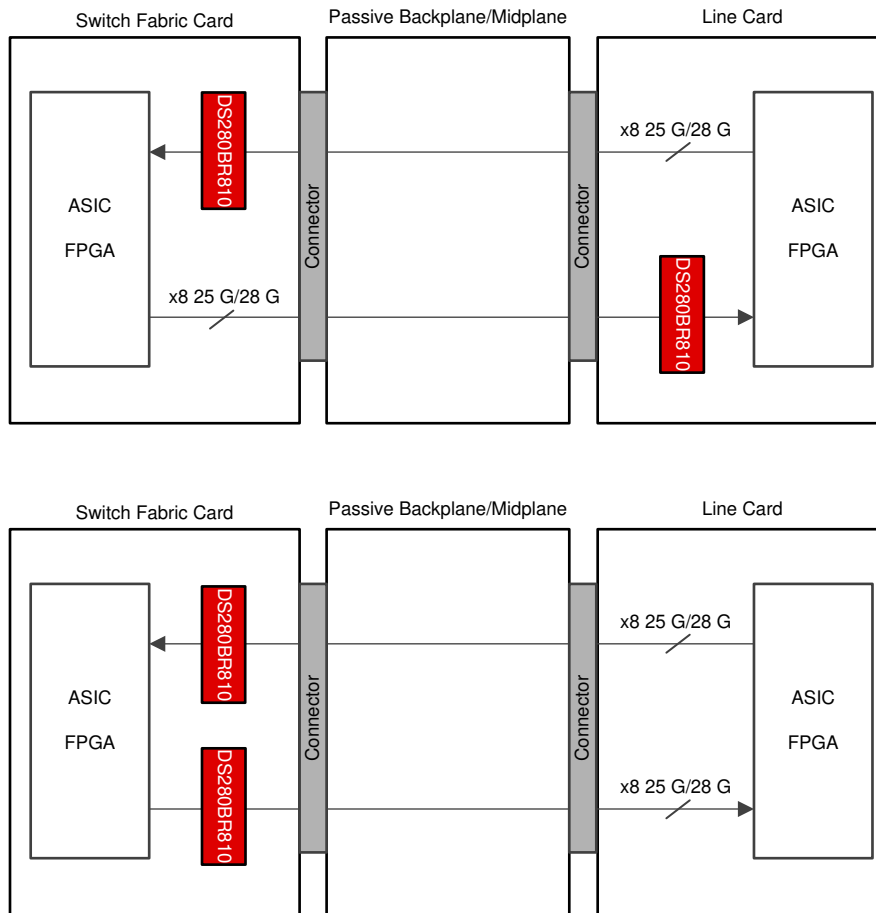 Switch Fabric Card
Passive Backplane/Midplane
Line Card
DS280BR810
x8 25 G/28 G
ASIC
FPGA
Connector
Connector
ASIC
FPGA
x8 25 G/28 G
DS280BR810
Switch Fabric Card
Passive Backplane/Midplane
Line Card
DS280BR810
x8 25 G/28 G
ASIC
FPGA
Connector
Connector
ASIC
FPGA
DS280BR810
x8 25 G/28 G